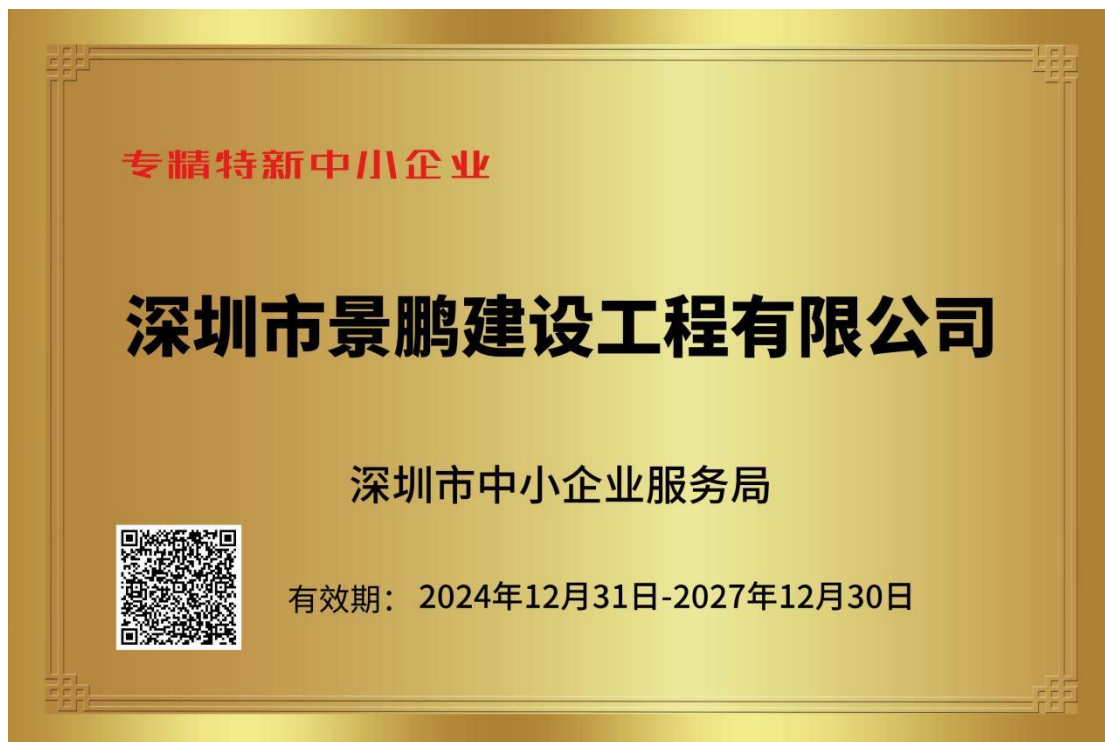 专精特新中小企业
深圳市景鹏建设工程有限公司
深圳市中小企业服务局
有效期： 2024年12月31日-2027年12月30日